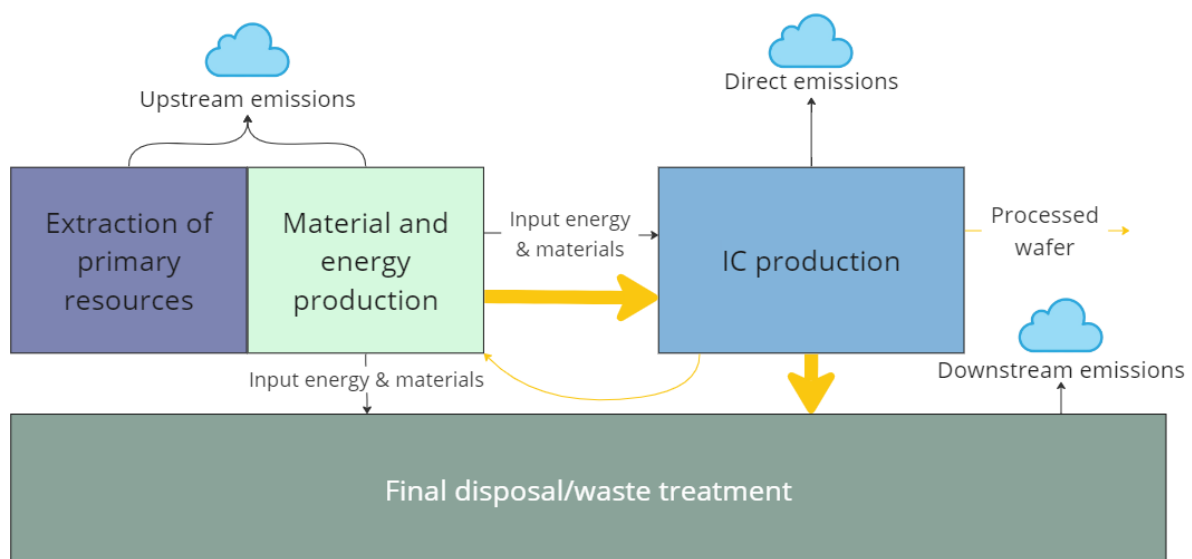 Upstream emissions
Direct emissions
Extraction of
primary
resources
Material and
energy
production
Input energy
& materials
IC production
Processed
wafer
Input energy & materials
Downstream emissions
Final disposal/waste treatment